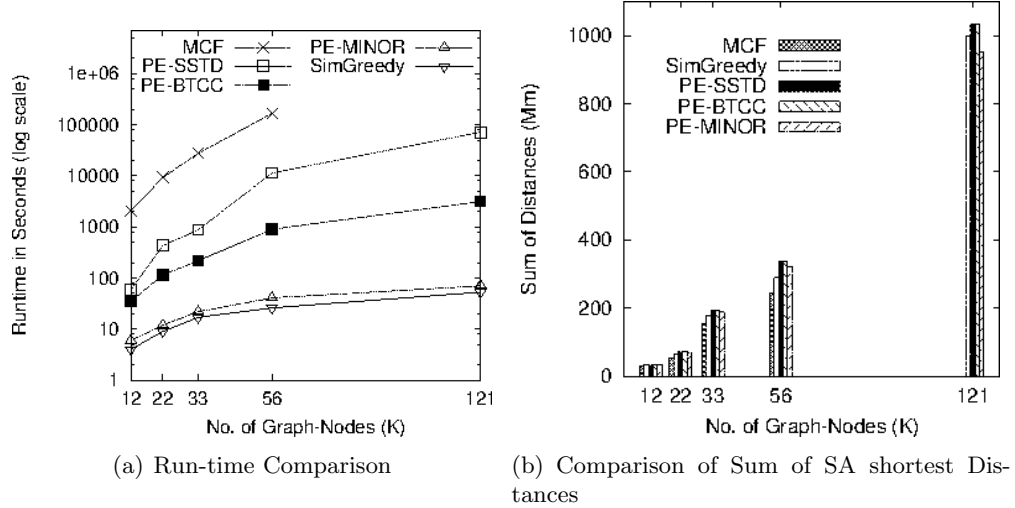 MCF
PE-SSTD
PE-BTCC
PE-MINOR
SimGreedy
1e+06
100000
10000
1000
100
10
1
Runtime in Seconds (log scale)
12 22 33 56 121
No. of Graph-Nodes (K)
(a) Run-time Comparison
MCF
SimGreedy
PE-SSTD
PE-BTCC
PE-MINOR
1000
800
600
400
200
0
Sum of Distances (Mm)
12 22 33 56 121
No. of Graph-Nodes (K)
(b) Comparison of Sum of SA shortest Dis-
tances